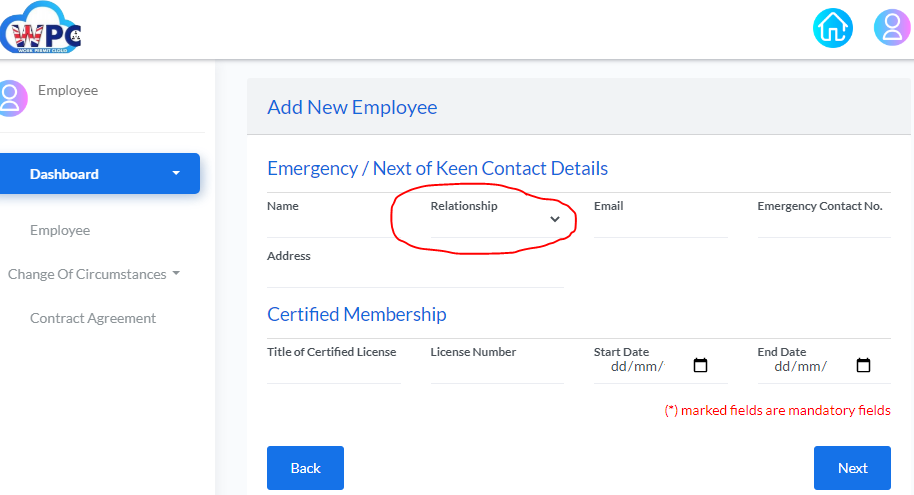 WPC
WORK PERMIT CLOUD
Employee
Add New Employee
Dashboard
Emergency / Next of Keen Contact Details
Name Relationship Email Emergency Contact No.
Employee
Address
Change Of Circumstances
Contract Agreement
Certified Membership
Title of Certified License License Number Start Date End Date
dd/mm/ dd/mm/
(*) marked fields are mandatory fields
Back Next